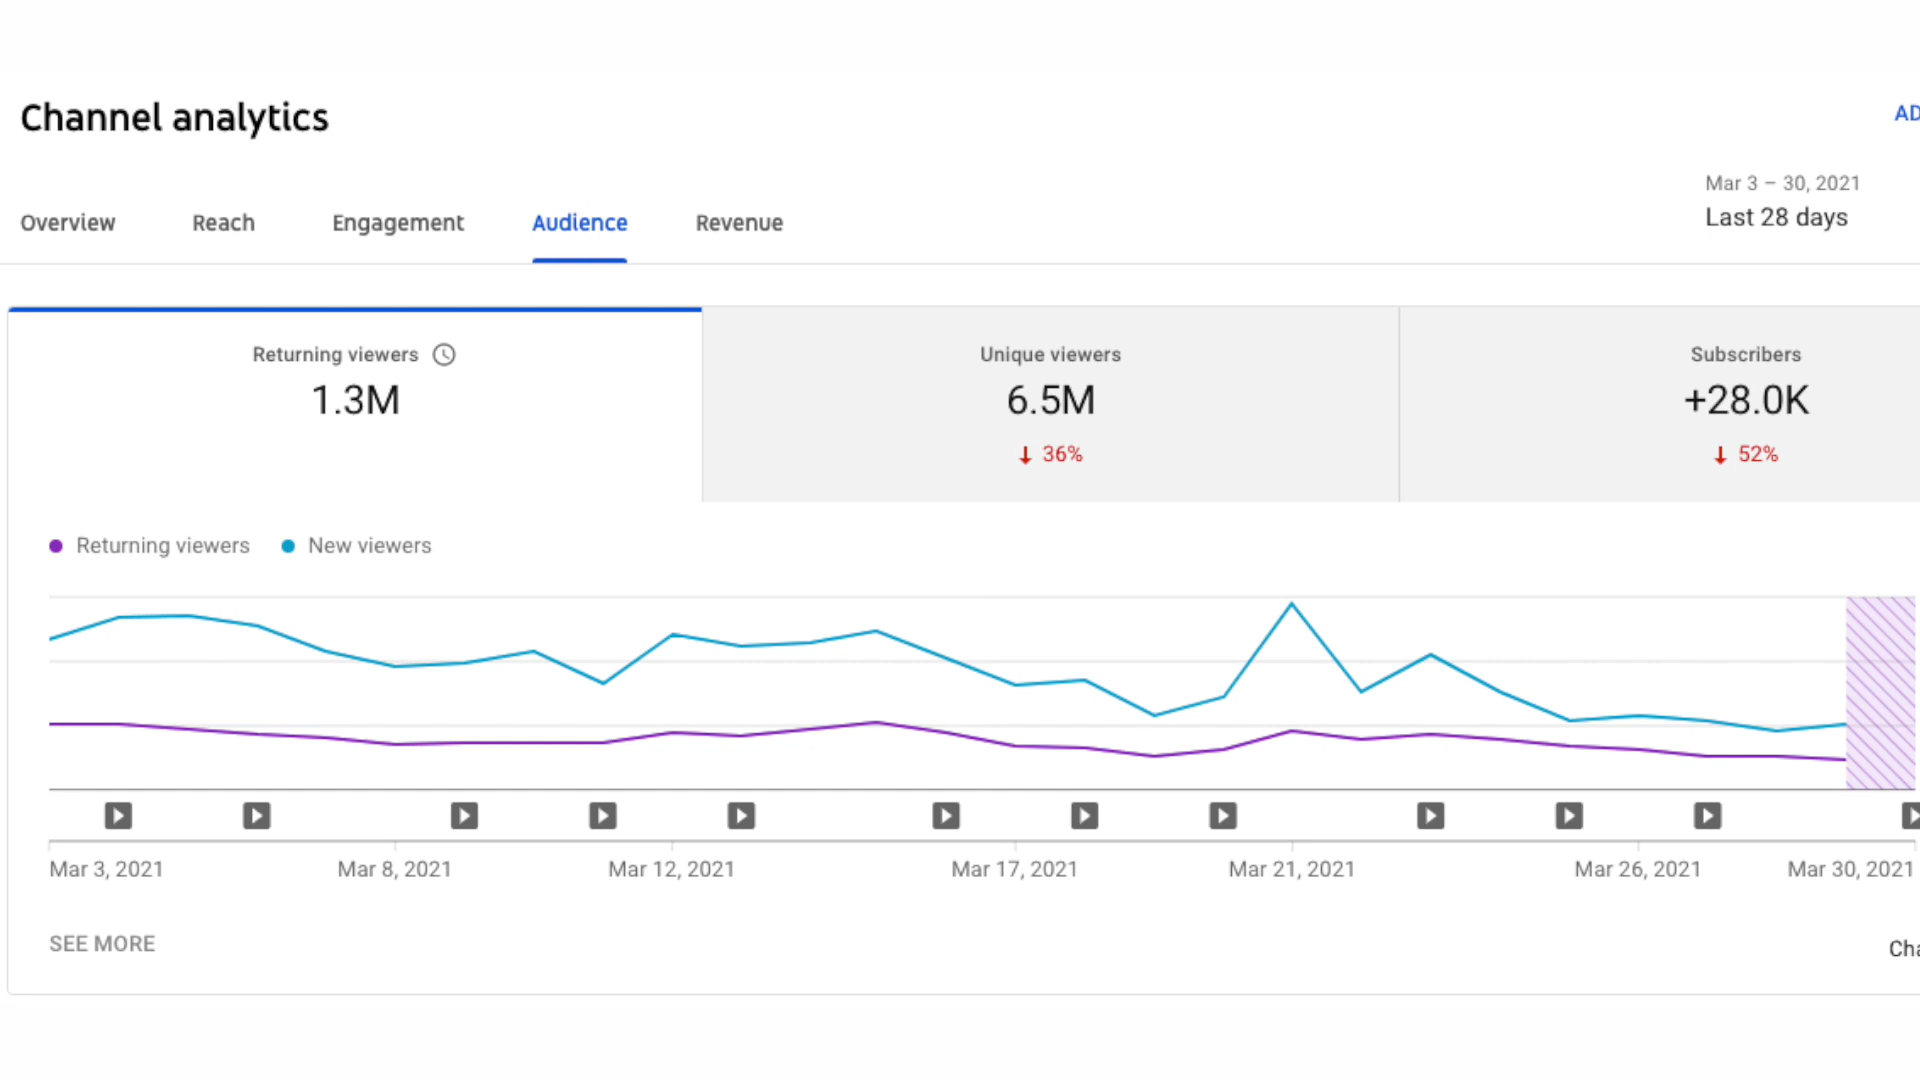 Channel analytics
AD
Mar 3 – 30, 2021
Last 28 days
Overview Reach Engagement Audience Revenue
Returning viewers
1.3M
Unique viewers
6.5M
36%
Subscribers
+28.0K
52%
Returning viewers New viewers
Mar 3, 2021 Mar 8, 2021 Mar 12, 2021 Mar 17, 2021 Mar 21, 2021 Mar 26, 2021 Mar 30, 2021
SEE MORE
Cha